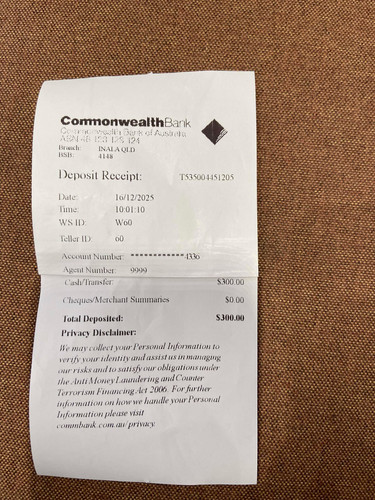 CommonwealthBank
Commonwealth Bank of Australia
ABN 48 123 123 124
Branch: INALA QLD
BSB: 4148
Deposit Receipt: T535004451205
Date: 16/12/2025
Time: 10:01:10
WS ID: W60
Teller ID: 60
Account Number: ************4336
Agent Number: 9999
Cash/Transfer: $300.00
Cheques/Merchant Summaries $0.00
Total Deposited: $300.00
Privacy Disclaimer:
We may collect your Personal Information to
verify your identity and assist us in managing
our risks and to satisfy our obligations under
the Anti Money Laundering and Counter
Terrorism Financing Act 2006. For further
information on how we handle your Personal
Information please visit
commbank.com.au/privacy.